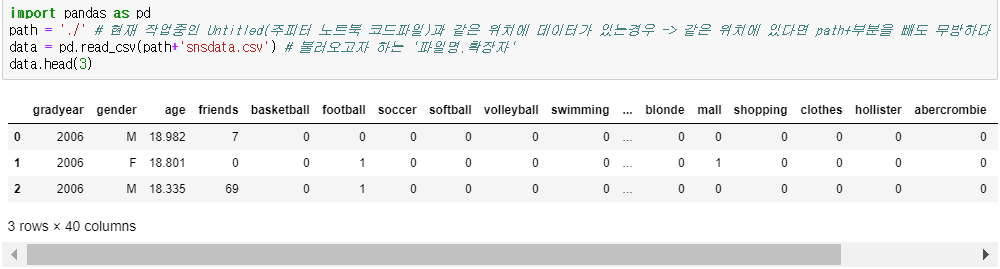 import pandas as pd
path = './' # 현재 작업중인 Untitled(주피터 노트북 코드파일)과 같은 위치에 데이터가 있는경우 -> 같은 위치에 있다면 path+부분을 빼도 무방하다
data = pd.read_csv(path+'snsdata.csv') # 불러오고자 하는 '파일명.확장자'
data.head(3)
gradyear gender age friends basketball football soccer softball volleyball swimming ... blonde mall shopping clothes hollister abercrombie
0 2006 M 18.982 7 0 0 0 0 0 0 ... 0 0 0 0 0 0
1 2006 F 18.801 0 0 1 0 0 0 0 ... 0 1 0 0 0 0
2 2006 M 18.335 69 0 1 0 0 0 0 ... 0 0 0 0 0 0
3 rows × 40 columns